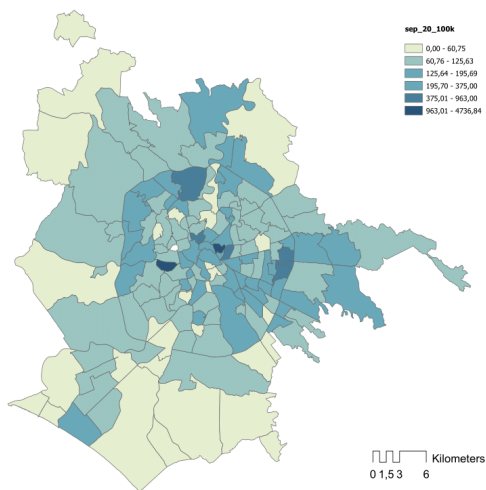 sep_20_100k
0,00 - 60,75
60,76 - 125,63
125,64 - 195,69
195,70 - 375,00
375,01 - 963,00
963,01 - 4736,84
Kilometers
0 1,5 3 6